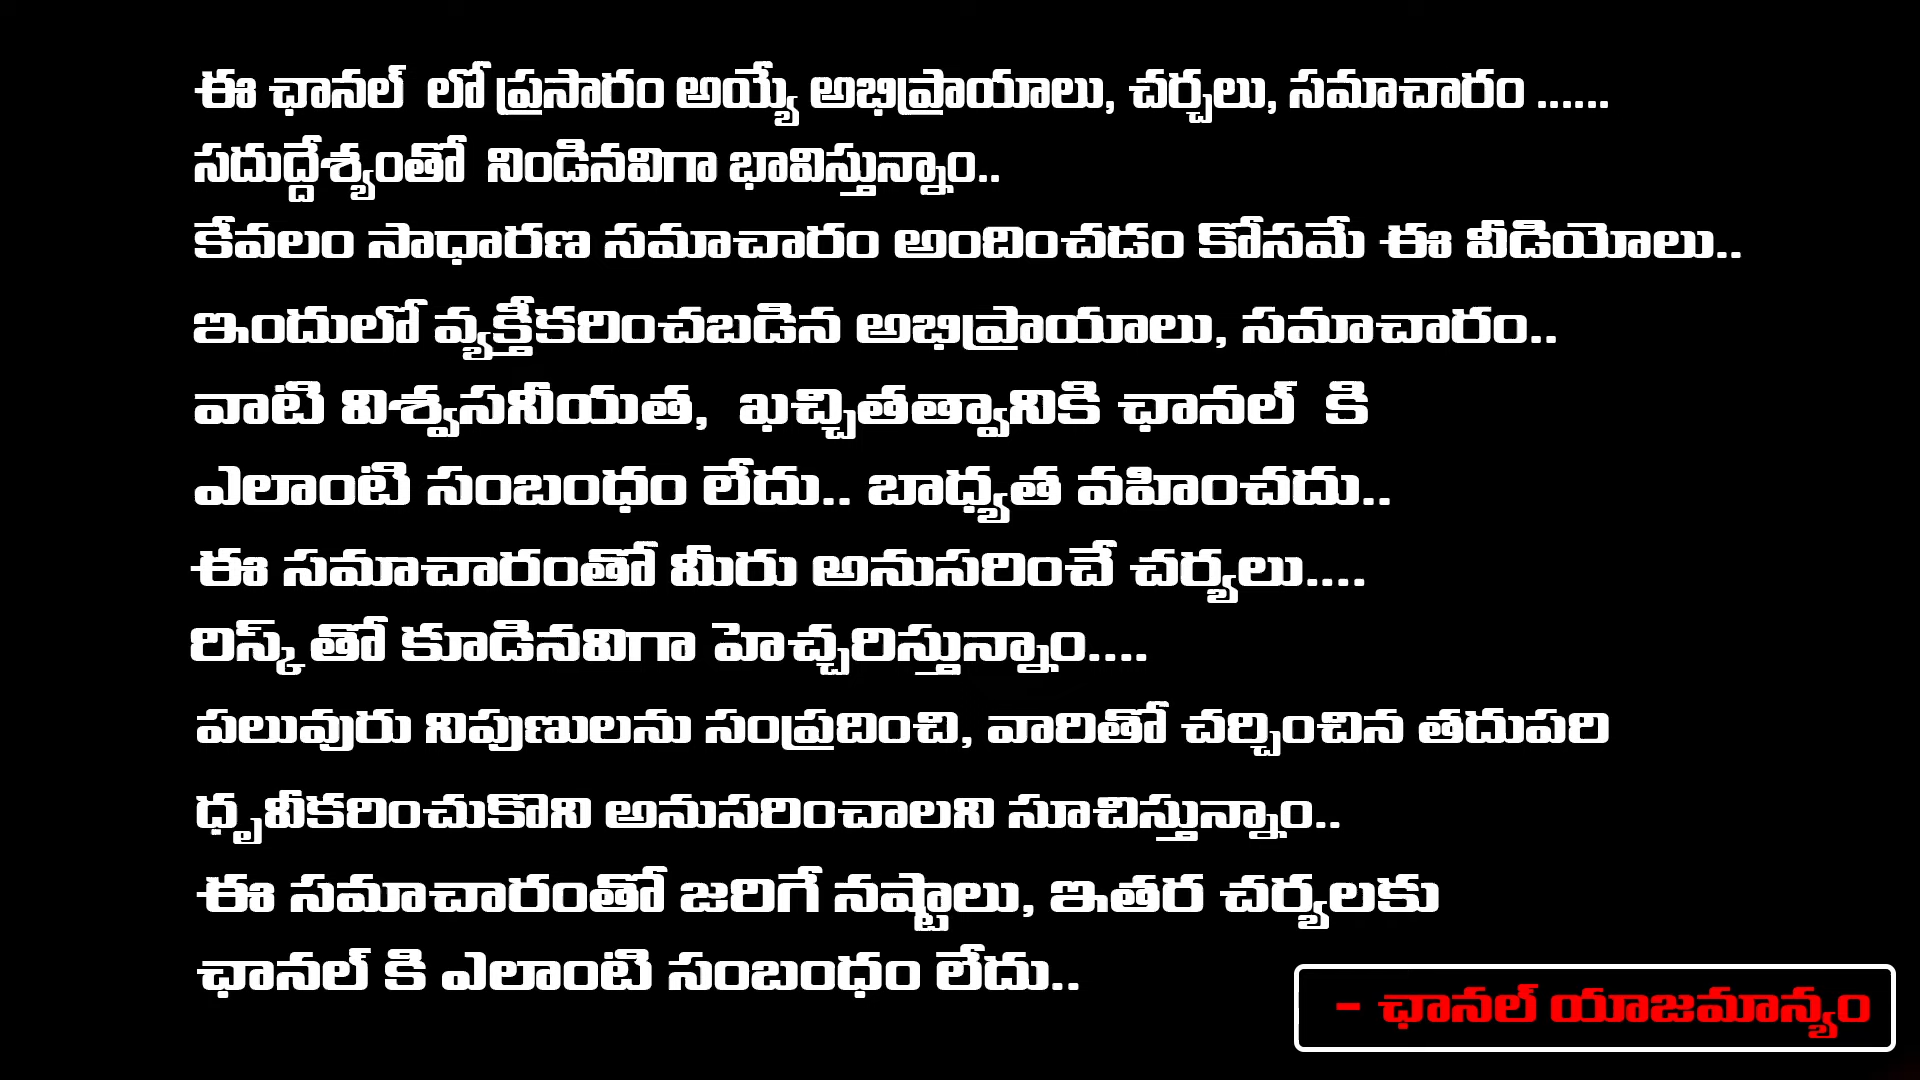 ఈ ఛానల్ లో ప్రసారం అయ్యే అభిప్రాయాలు, చర్చలు, సమాచారం ......
సదుద్దేశ్యంతో నిండినవిగా భావిస్తున్నాం..
కేవలం సాధారణ సమాచారం అందించడం కోసమే ఈ వీడియోలు..
ఇందులో వ్యక్తీకరించబడిన అభిప్రాయాలు, సమాచారం..
వాటి విశ్వసనీయత, ఖచ్చితత్వానికి ఛానల్ కి
ఎలాంటి సంబంధం లేదు.. బాధ్యత వహించదు..
ఈ సమాచారంతో మీరు అనుసరించే చర్యలు....
రిస్క్ తో కూడినవిగా హెచ్చరిస్తున్నాం....
పలువురు నిపుణులను సంప్రదించి, వారితో చర్చించిన తదుపరి
ధృవీకరించుకొని అనుసరించాలని సూచిస్తున్నాం..
ఈ సమాచారంతో జరిగే నష్టాలు, ఇతర చర్యలకు
ఛానల్ కి ఎలాంటి సంబంధం లేదు..
- ఛానల్ యాజమాన్యం